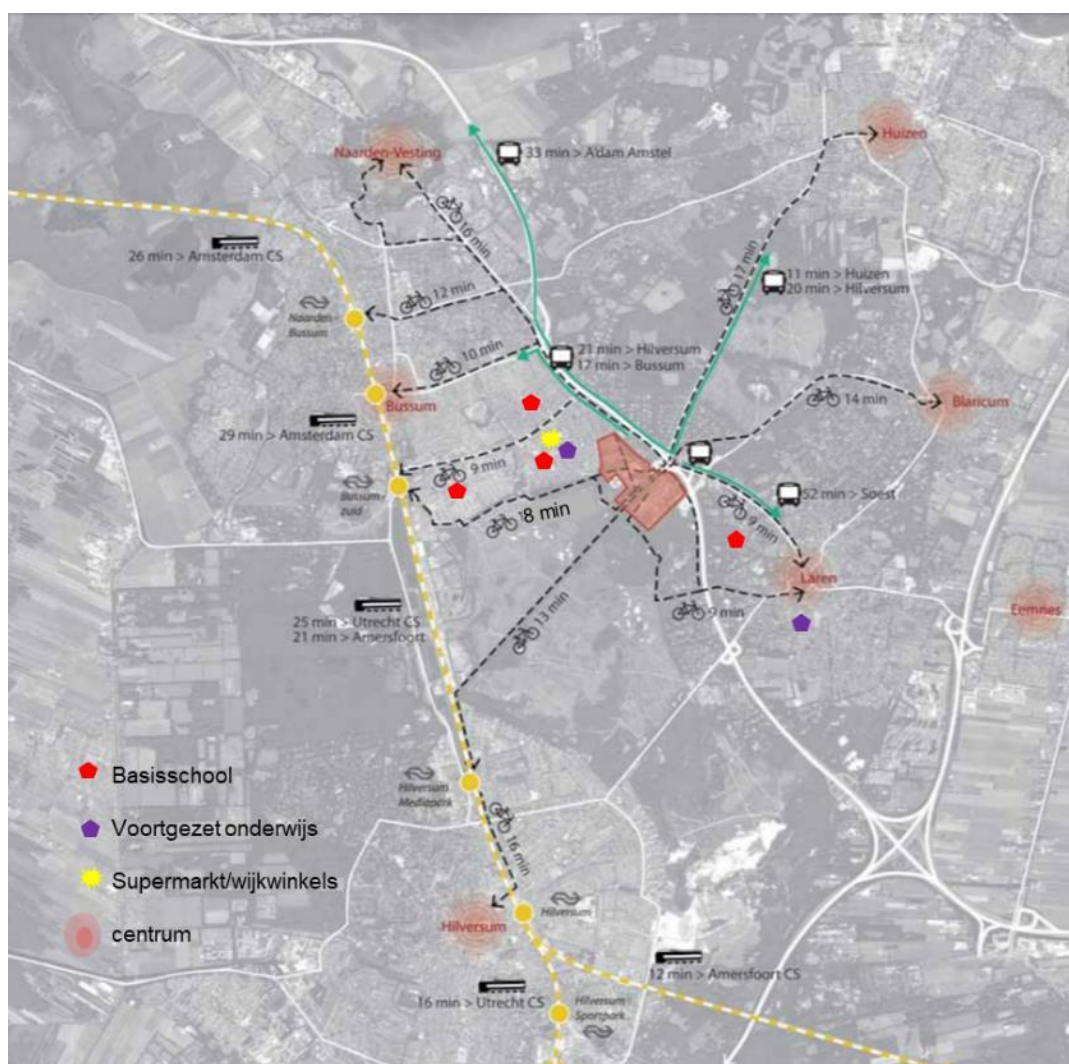 Naarden-Vesting
Huizen
33 min > A'dam Amstel
16 min
26 min > Amsterdam CS
17 min
11 min > Huizen
20 min > Hilversum
12 min
Naarden -
Bussum
10 min
21 min > Hilversum
17 min > Bussum
Bussum
14 min
Blaricum
29 min > Amsterdam CS
9 min
Bussum -
zuid
8 min
52 min > Soest
9 min
Laren
Eemnes
25 min > Utrecht CS
21 min > Amersfoort
13 min
9 min
Basisschool
Hilversum
Mediapark
Voortgezet onderwijs
16 min
Supermarkt/wijkwinkels
Hilversum
Hilversum
centrum
12 min > Amersfoort CS
16 min > Utrecht CS
Hilversum
Sportpark